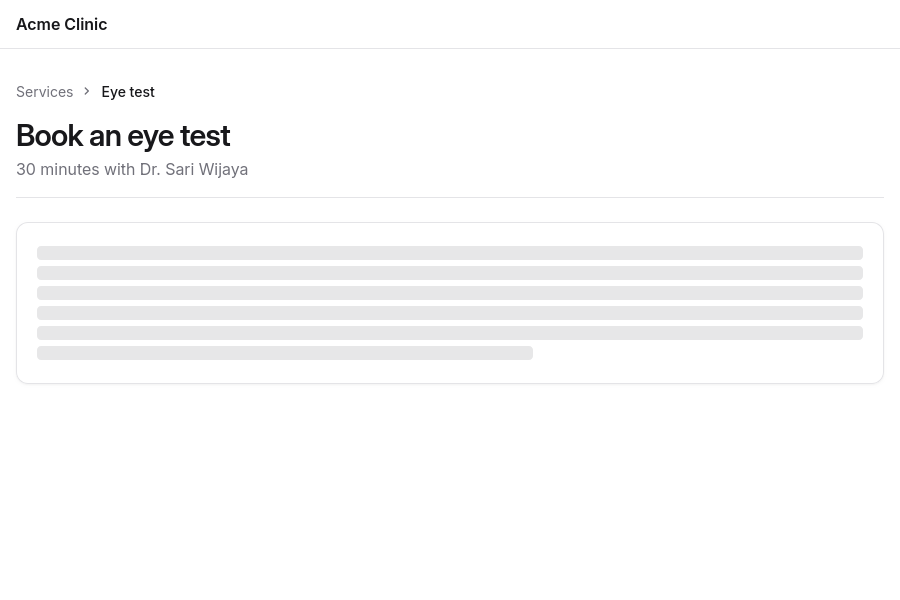 Acme Clinic
Services > Eye test
Book an eye test
30 minutes with Dr. Sari Wijaya